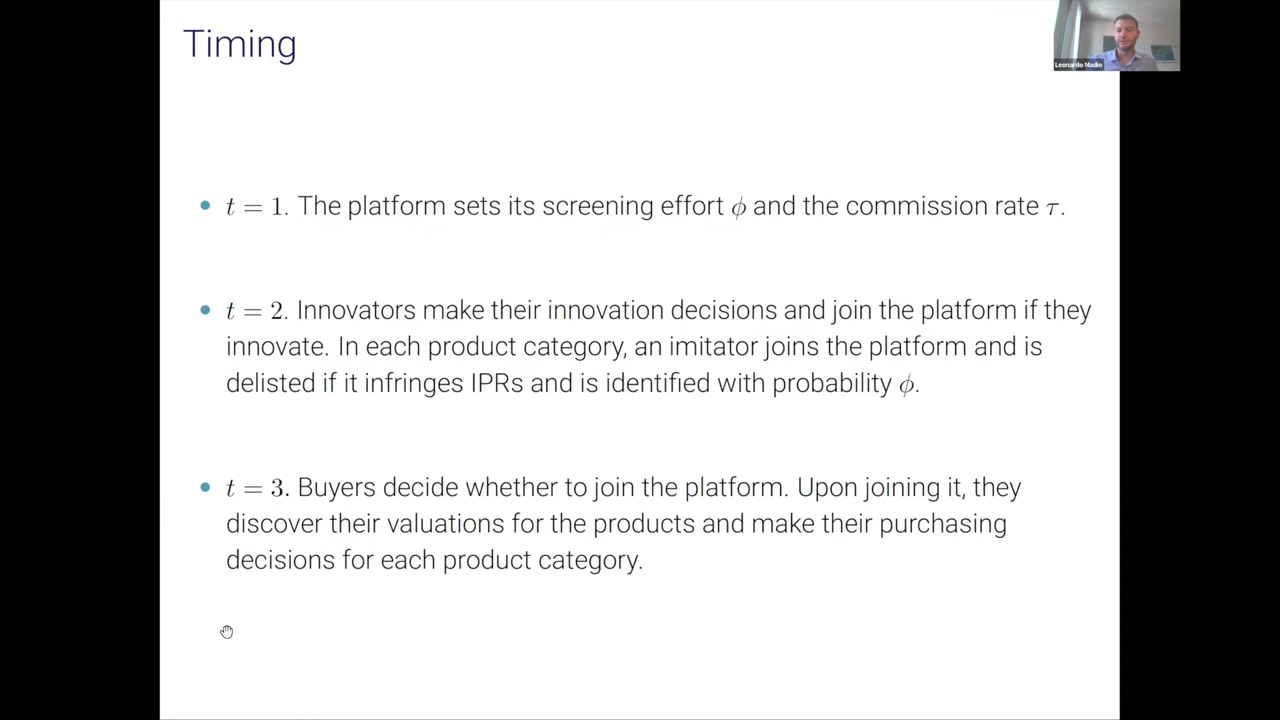 Timing
Leonardo Madio
• t = 1. The platform sets its screening effort ϕ and the commission rate τ.
• t = 2. Innovators make their innovation decisions and join the platform if they
innovate. In each product category, an imitator joins the platform and is
delisted if it infringes IPRs and is identified with probability ϕ.
• t = 3. Buyers decide whether to join the platform. Upon joining it, they
discover their valuations for the products and make their purchasing
decisions for each product category.